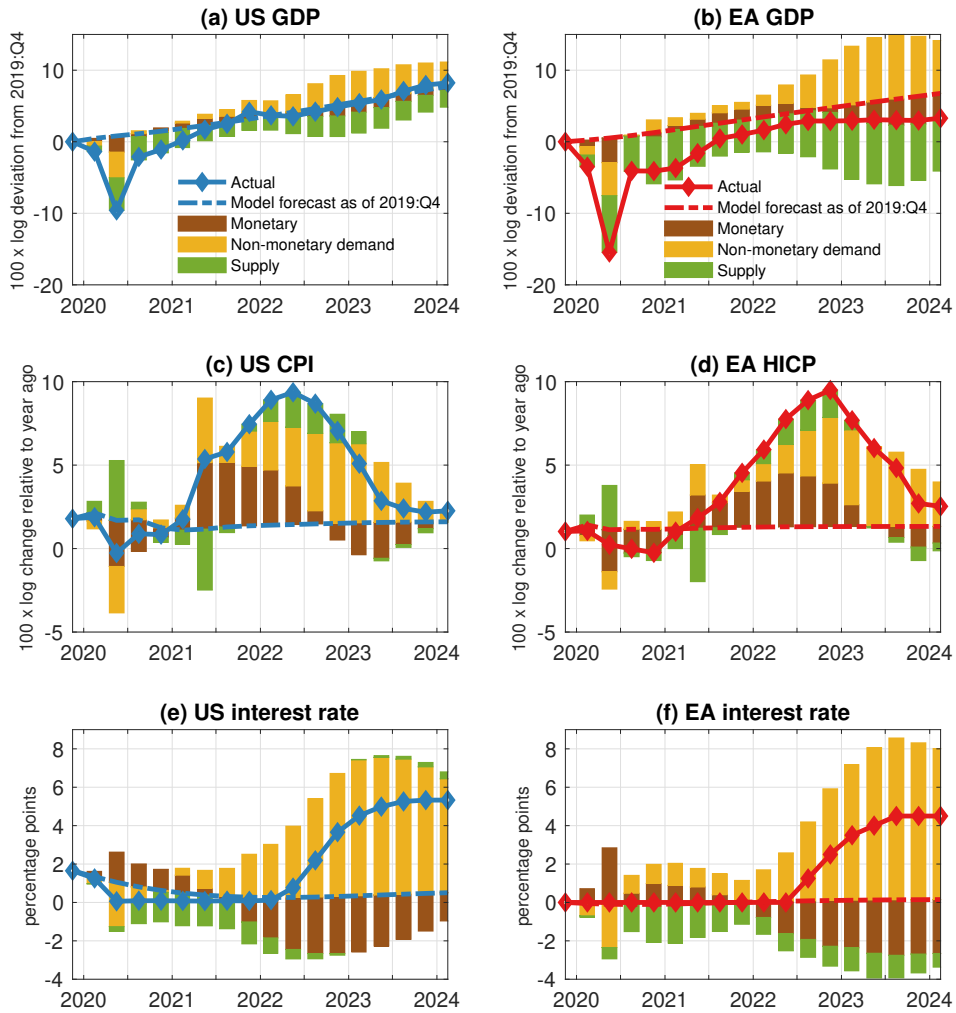 (a) US GDP
100 x log deviation from 2019:Q4
10
0
-10
-20
Actual
Model forecast as of 2019:Q4
Monetary
Non-monetary demand
Supply
2020 2021 2022 2023 2024
(b) EA GDP
100 x log deviation from 2019:Q4
10
0
-10
-20
Actual
Model forecast as of 2019:Q4
Monetary
Non-monetary demand
Supply
2020 2021 2022 2023 2024
(c) US CPI
100 x log change relative to year ago
10
5
0
-5
2020 2021 2022 2023 2024
(d) EA HICP
100 x log change relative to year ago
10
5
0
-5
2020 2021 2022 2023 2024
(e) US interest rate
percentage points
8
6
4
2
0
-2
-4
2020 2021 2022 2023 2024
(f) EA interest rate
percentage points
8
6
4
2
0
-2
-4
2020 2021 2022 2023 2024